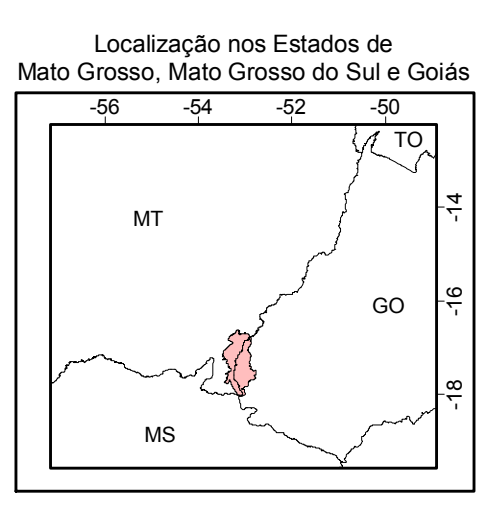 Localização nos Estados de
Mato Grosso, Mato Grosso do Sul e Goiás
-56 -54 -52 -50
TO
-14
MT
-16
GO
-18
MS